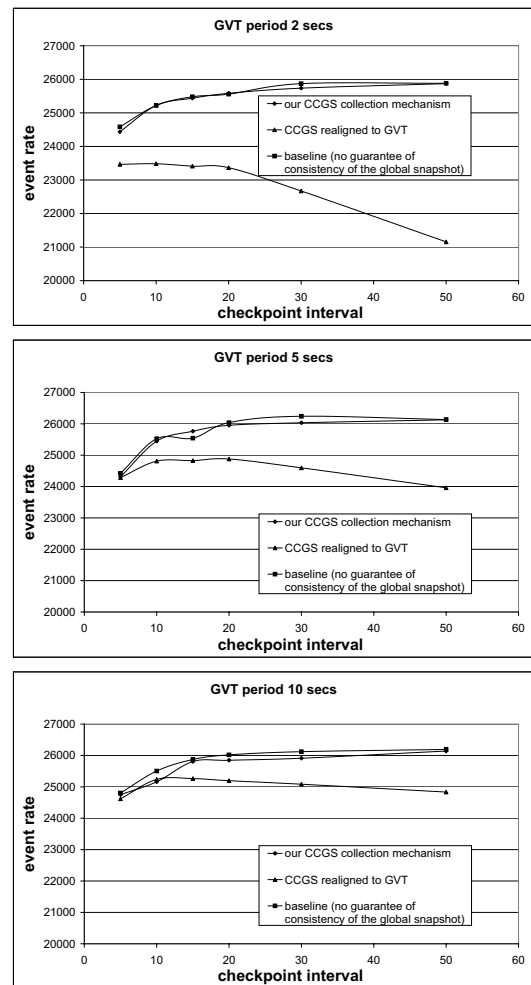 GVT period 2 secs
27000
26000
25000
24000
23000
22000
21000
20000
event rate
our CCGS collection mechanism
CCGS realigned to GVT
baseline (no guarantee of
consistency of the global snapshot)
0 10 20 30 40 50 60
checkpoint interval
GVT period 5 secs
27000
26000
25000
24000
23000
22000
21000
20000
event rate
our CCGS collection mechanism
CCGS realigned to GVT
baseline (no guarantee of
consistency of the global snapshot)
0 10 20 30 40 50 60
checkpoint interval
GVT period 10 secs
27000
26000
25000
24000
23000
22000
21000
20000
event rate
our CCGS collection mechanism
CCGS realigned to GVT
baseline (no guarantee of
consistency of the global snapshot)
0 10 20 30 40 50 60
checkpoint interval